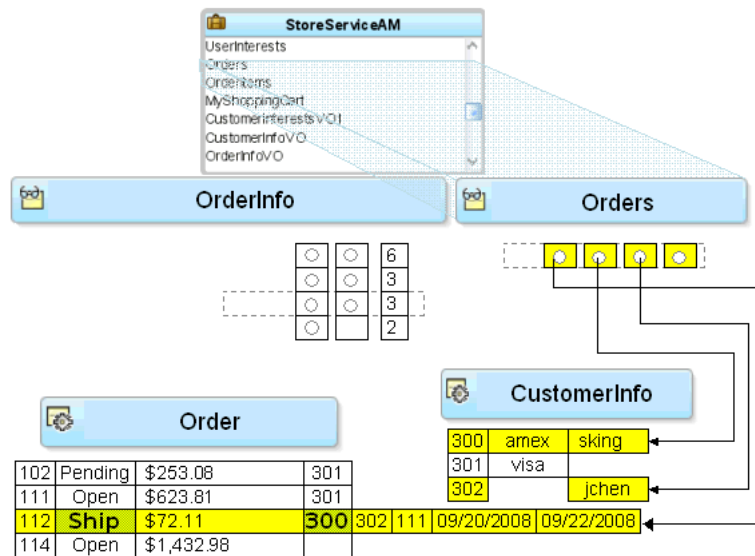 StoreServiceAM
UserInterests
Orders
OrderItems
MyShoppingCart
CustomerInterestsVO1
CustomerInfoVO
OrderInfoVO
OrderInfo
Orders
6
3
3
2
CustomerInfo
300 amex sking
301 visa
302 jchen
Order
102 Pending $253.08 301
111 Open $623.81 301
112 Ship $72.11 300 302 111 09/20/2008 09/22/2008
114 Open $1,432.98